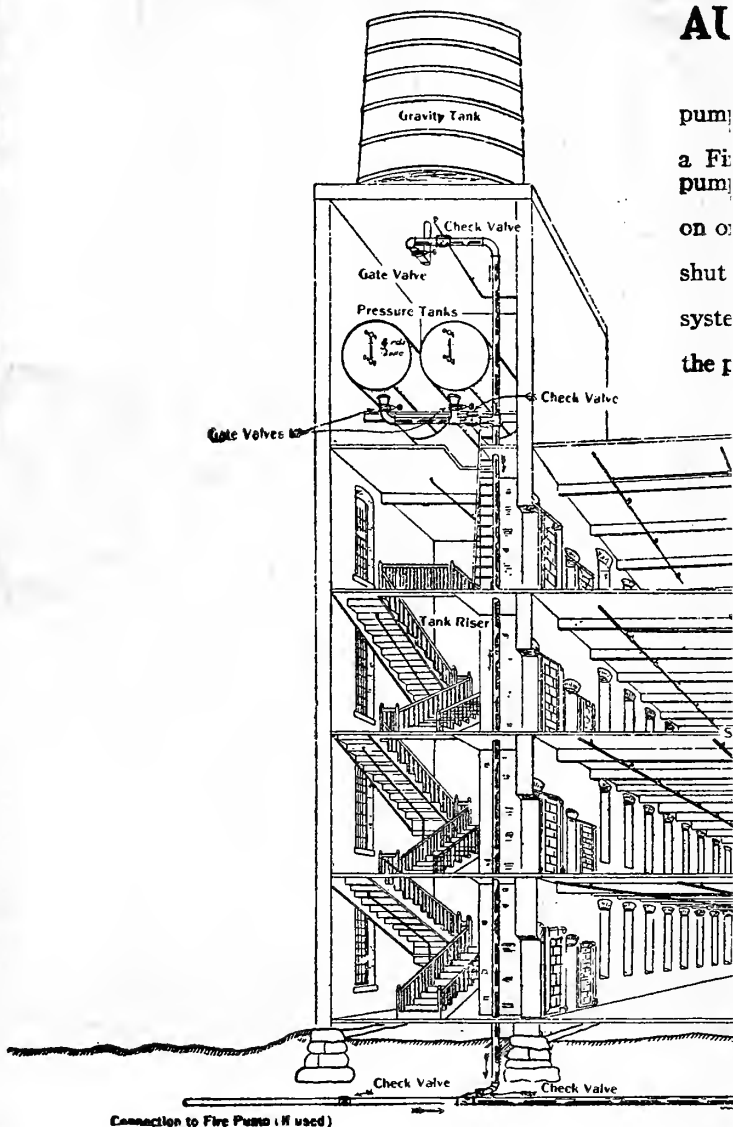 AU
pump
a Fi
pump
on o
shut
syste
the p
Gravity Tank
Check Valve
Gate Valve
Pressure Tanks
Check Valve
Gate Valves
Tank Riser
S
Check Valve
Check Valve
Connection to Fire Pump (If used)